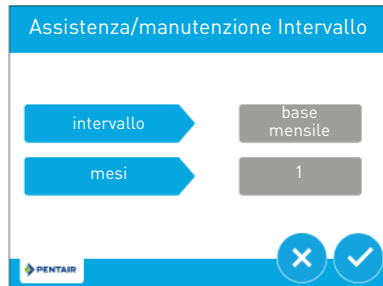 Assistenza/manutenzione Intervallo
intervallo
base
mensile
mesi
1
PENTAIR